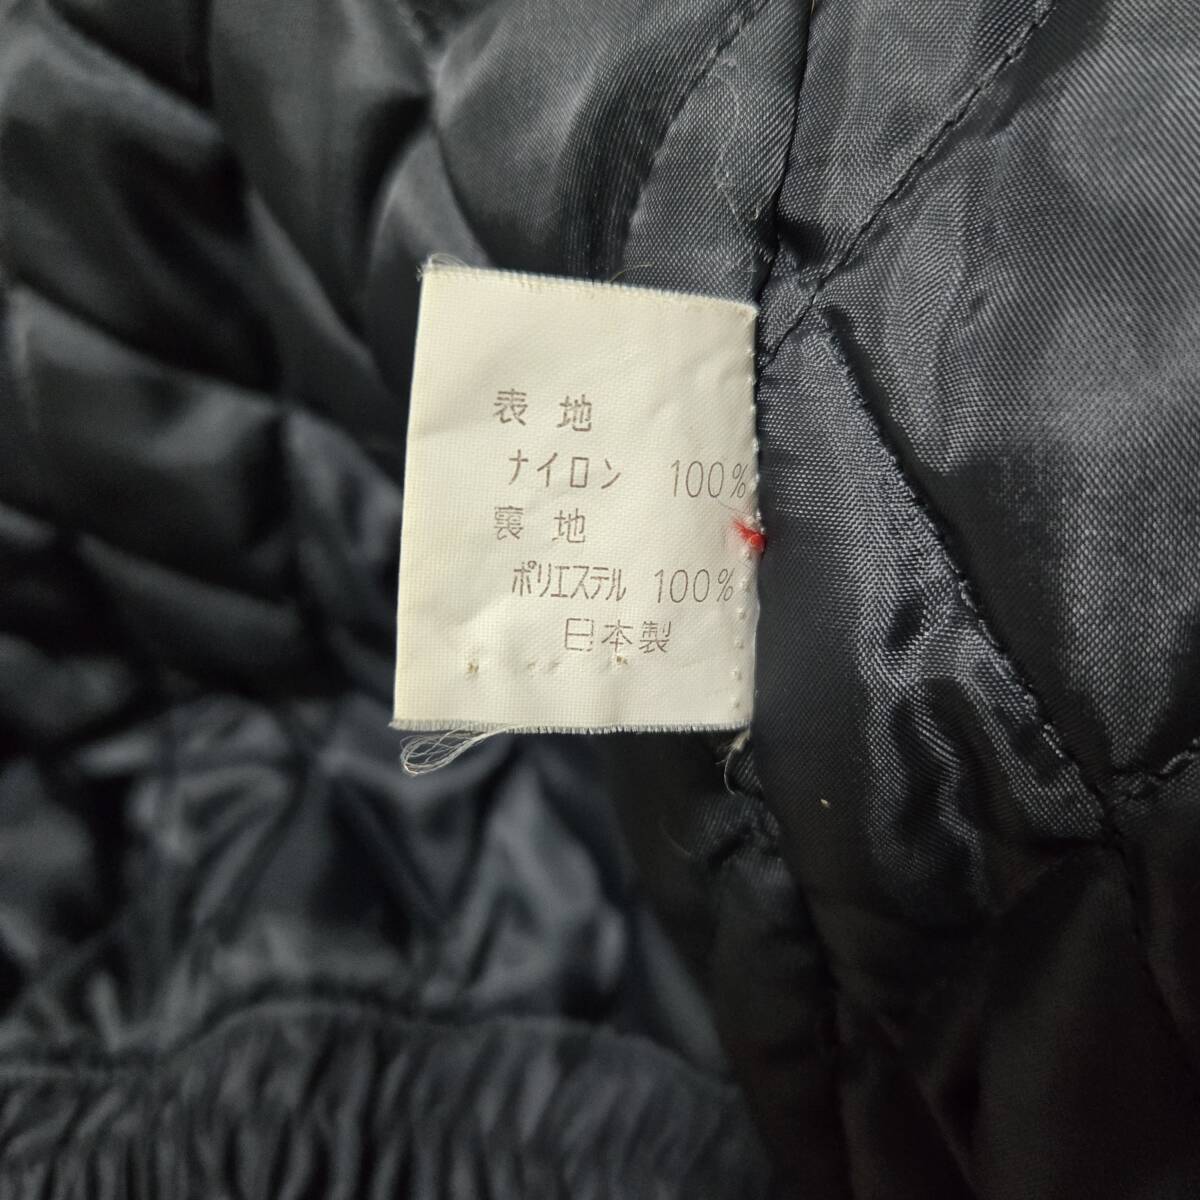 表地
ナイロン 100%
裏地
ポリエステル 100%
日本製